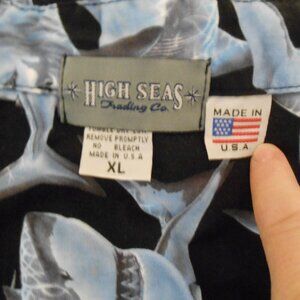 HIGH SEAS
Trading Co.
MADE IN
U.S.A
TUMBLE DRY LOW
REMOVE PROMPTLY
NO BLEACH
MADE IN U.S.A
XL